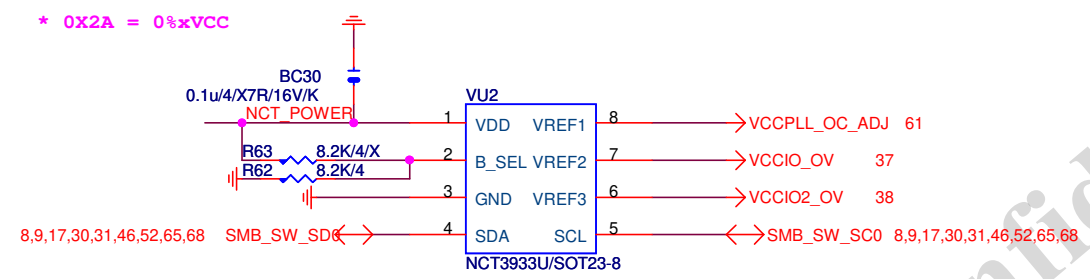 * 0X2A = 0%xVCC
BC30
0.1u/4/X7R/16V/K
NCT_POWER
VU2
1 VDD VREF1 8 VCCPLL_OC_ADJ 61
R63 8.2K/4/X
2 B_SEL VREF2 7 VCCIO_OV 37
R62 8.2K/4
3 GND VREF3 6 VCCIO2_OV 38
8,9,17,30,31,46,52,65,68 SMB_SW_SD0 4 SDA SCL 5 SMB_SW_SC0 8,9,17,30,31,46,52,65,68
NCT3933U/SOT23-8